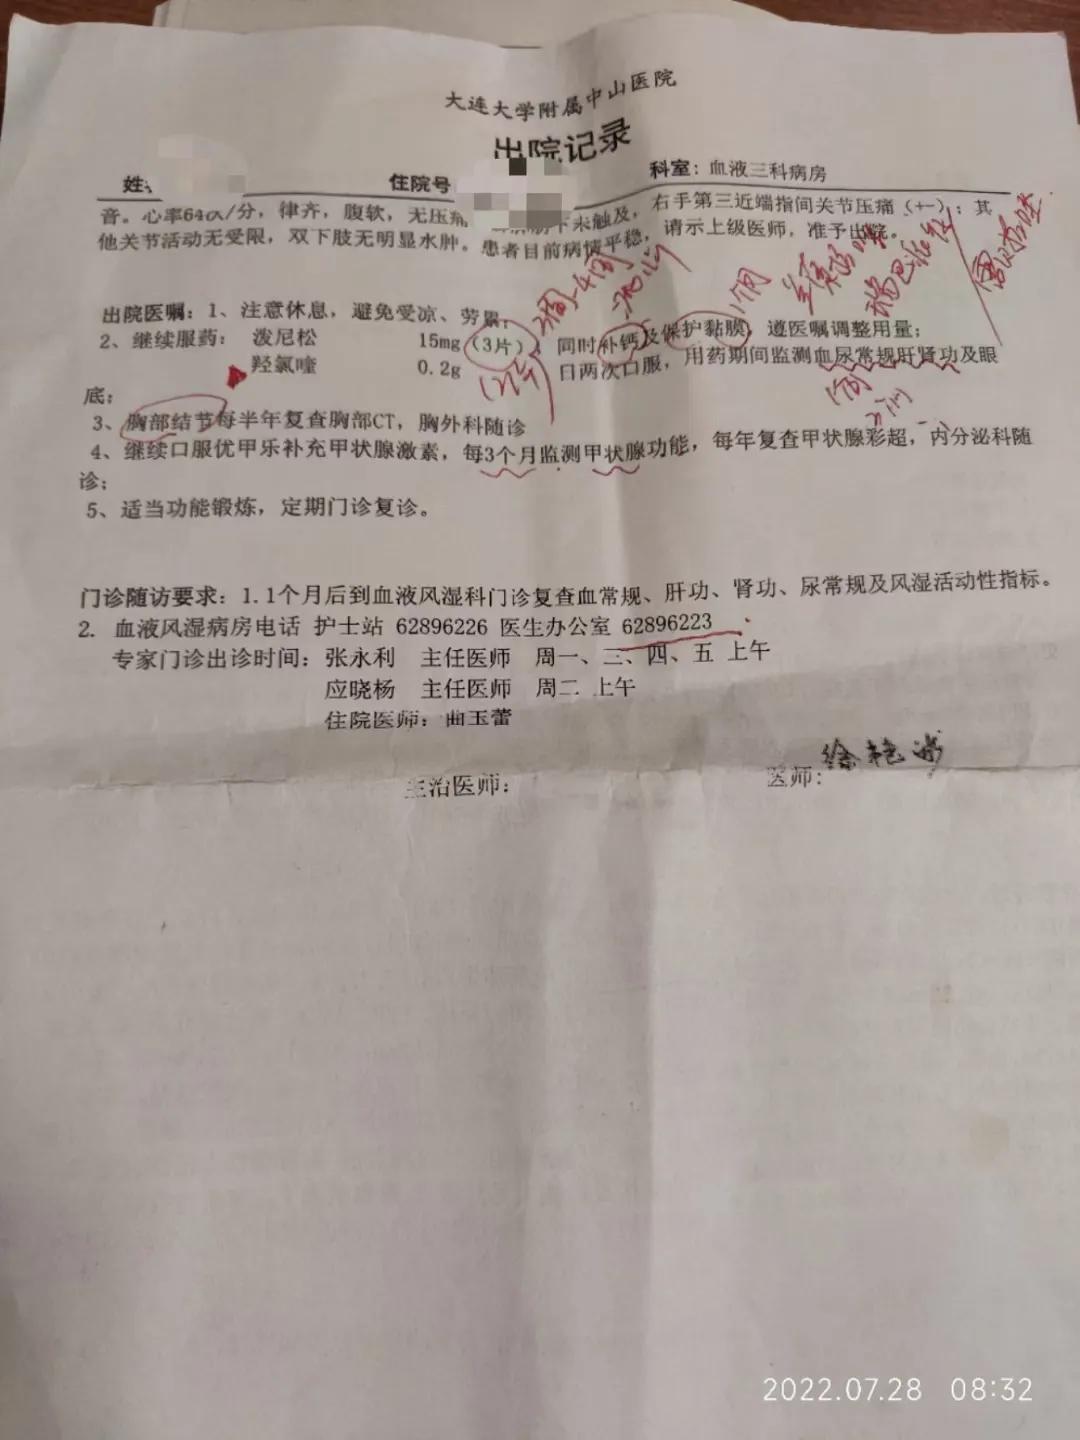 大连大学附属中山医院
出院记录
姓 住院号 科室：血液三科病房
音。心率64次/分，律齐，腹软，无压痛 下未触及，右手第三近端指间关节压痛（+-）；其
他关节活动无受限，双下肢无明显水肿。患者目前病情平稳，请示上级医师，准予出院。
出院医嘱：1、注意休息，避免受凉、劳累；
2、继续服药： 泼尼松 15mg（3片） 同时补钙及保护黏膜，遵医嘱调整用量；
羟氯喹 0.2g 日两次口服，用药期间监测血尿常规肝肾功及眼
底；
3、胸部结节每半年复查胸部CT，胸外科随诊
4、继续口服优甲乐补充甲状腺激素，每3个月监测甲状腺功能，每年复查甲状腺彩超，内分泌科随
诊；
5、适当功能锻炼，定期门诊复诊。
门诊随访要求：1.1个月后到血液风湿科门诊复查血常规、肝功、肾功、尿常规及风湿活动性指标。
2. 血液风湿病房电话 护士站 62896226 医生办公室 62896223
专家门诊出诊时间：张永利 主任医师 周一、三、四、五 上午
应晓杨 主任医师 周二 上午
住院医师：曲玉蕾
主治医师： 医师：
2022.07.28 08:32